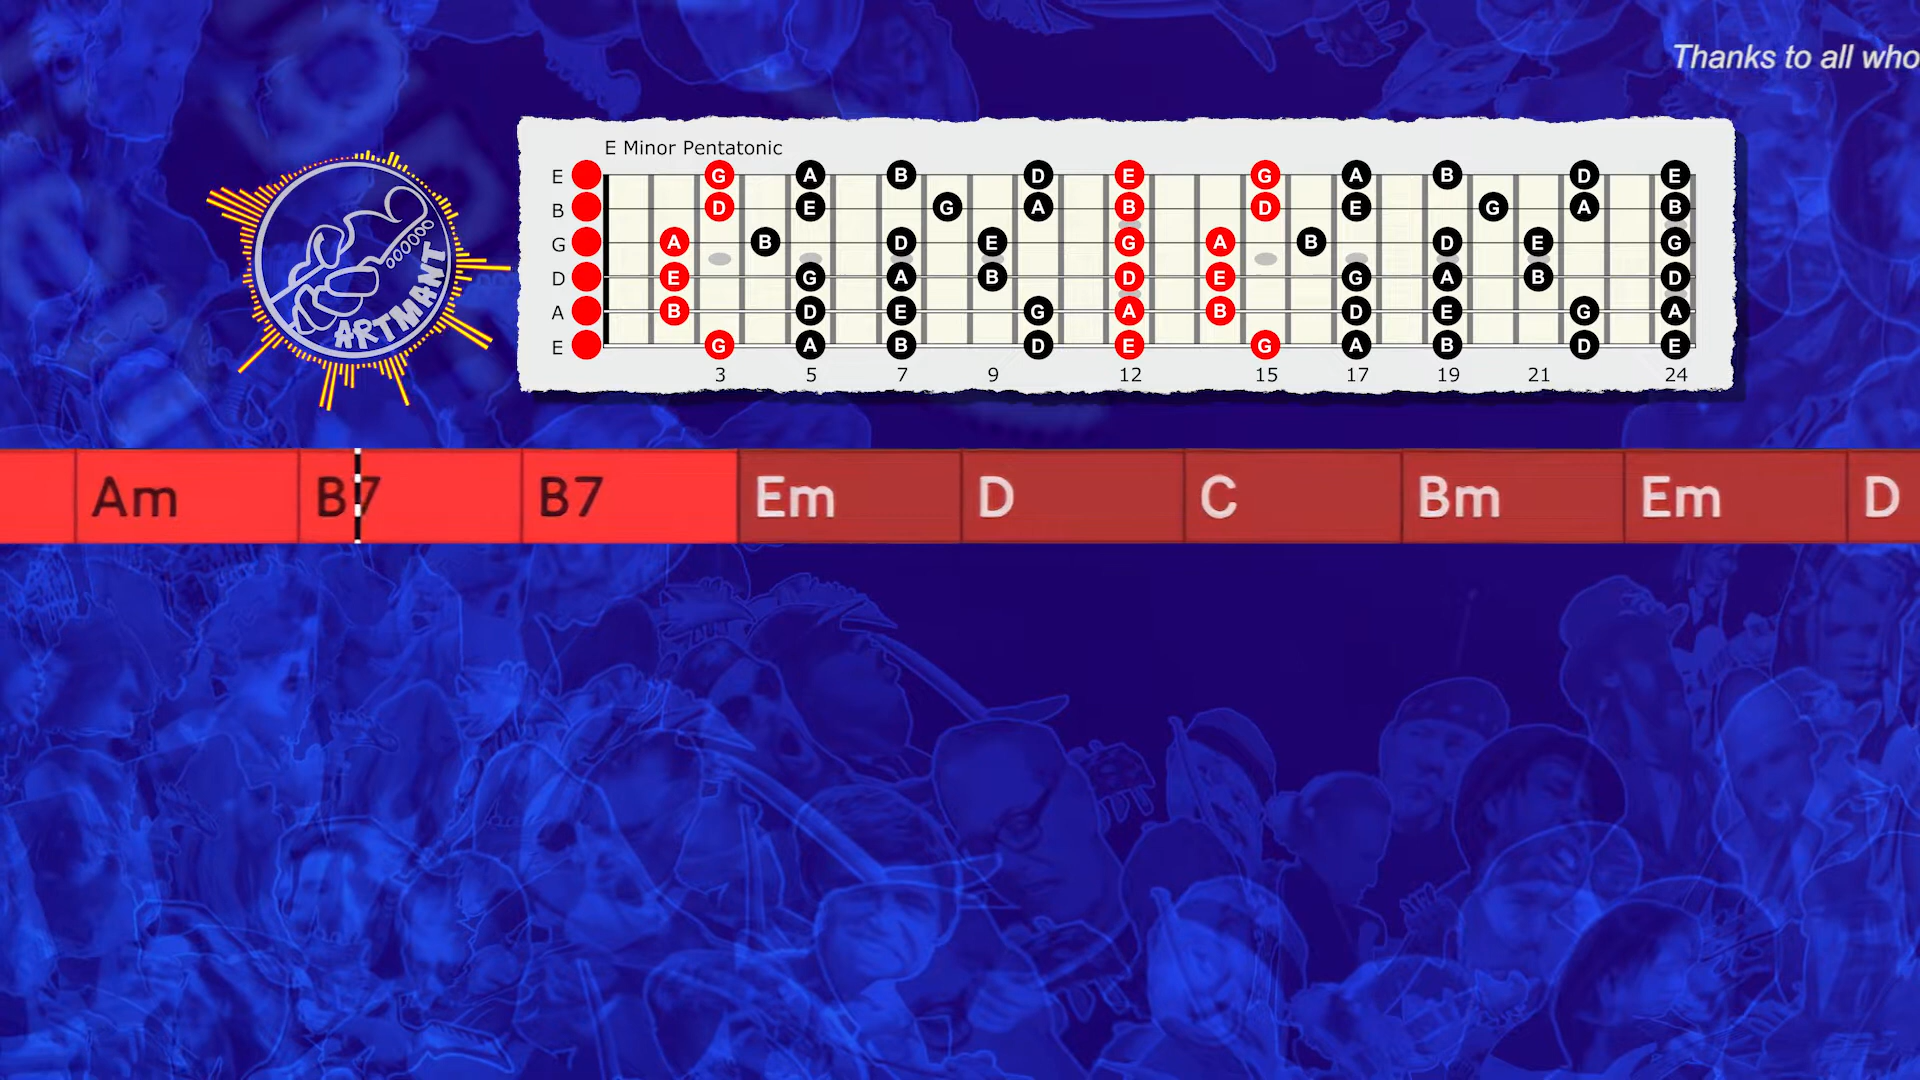 Thanks to all who
E Minor Pentatonic
E G A B D E G A B D E
B D E G A B D E G A B
G A B D E G A B D E G
D E G A B D E G A B D
A B D E G A B D E G A
E G A B D E G A B D E
3 5 7 9 12 15 17 19 21 24
ARTMANT
Am B7 B7 Em D C Bm Em D